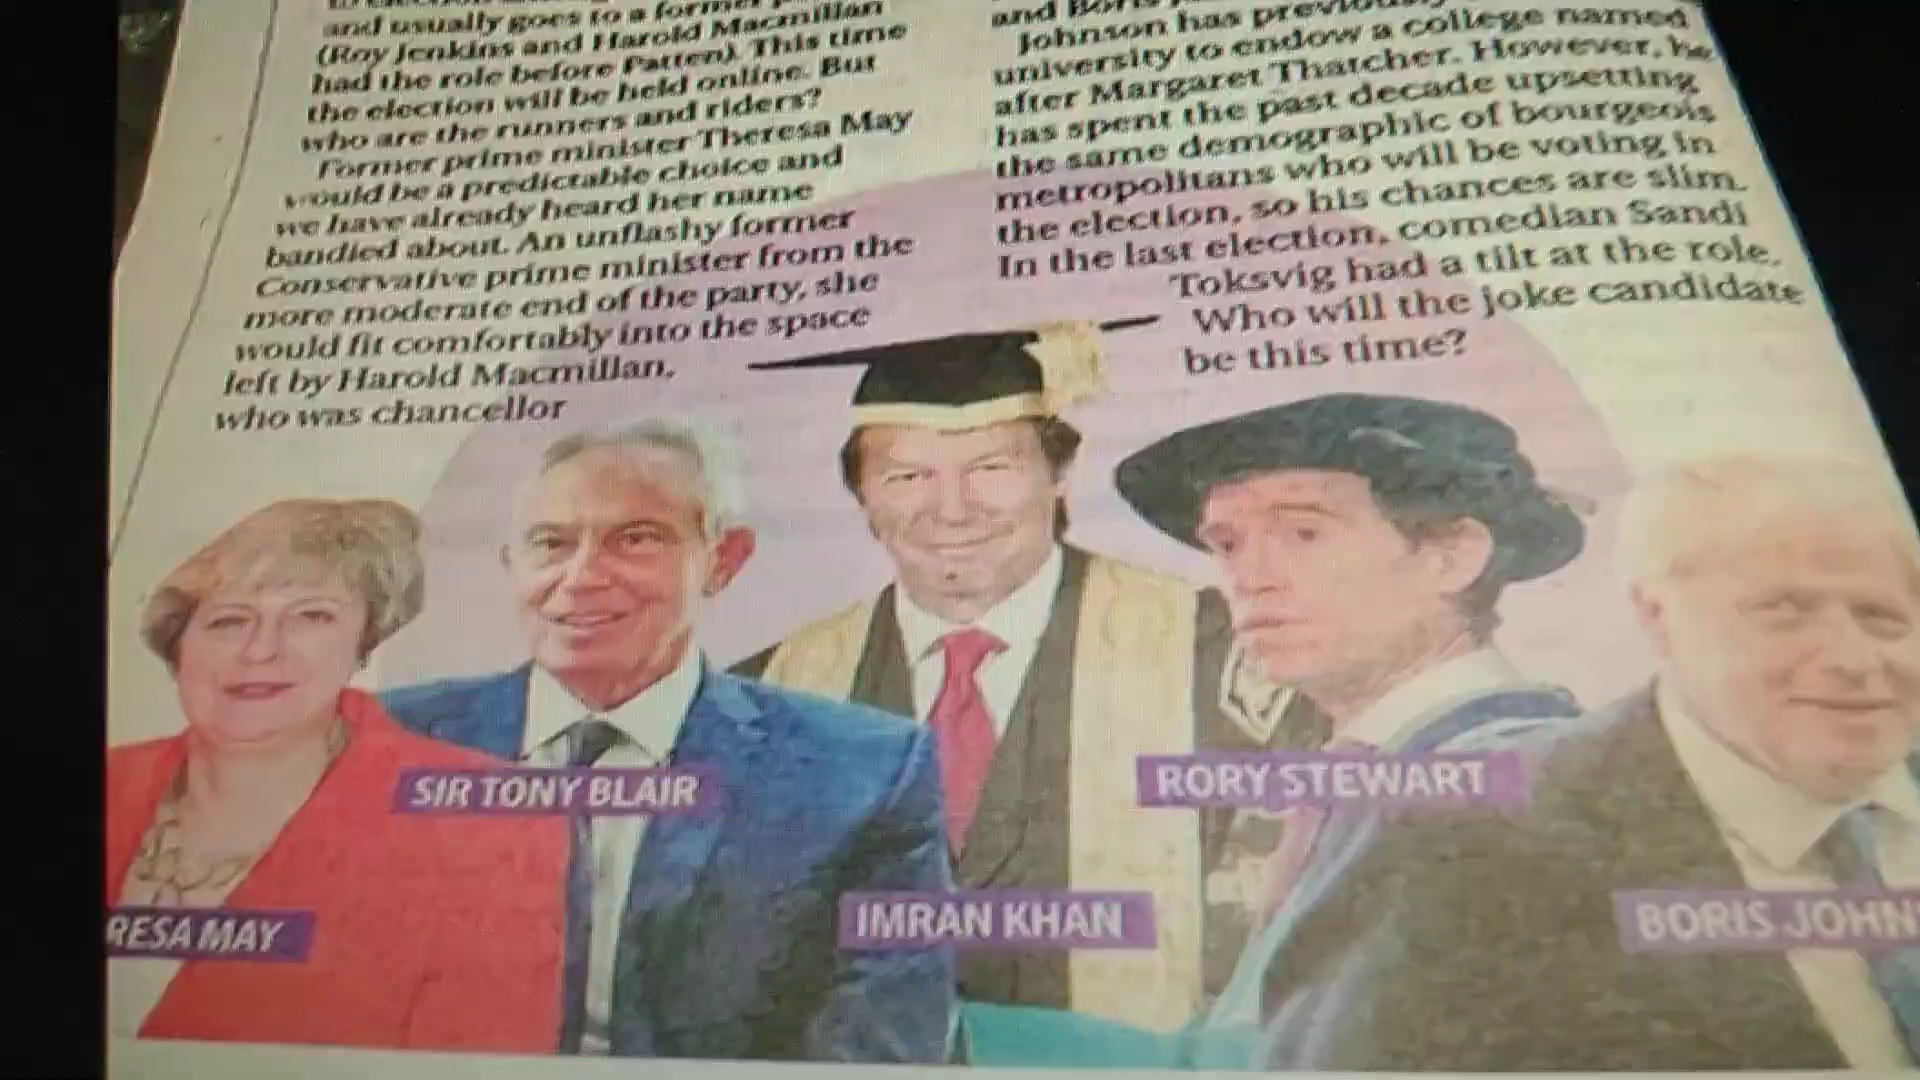 and usually goes to a former
(Roy Jenkins and Harold Macmillan
had the role before Patten). This time
the election will be held online. But
who are the runners and riders?
Former prime minister Theresa May
would be a predictable choice and
we have already heard her name
bandied about. An unflashy former
Conservative prime minister from the
more moderate end of the party, she
would fit comfortably into the space
left by Harold Macmillan,
who was chancellor
and Boris
Johnson has previously
university to endow a college named
after Margaret Thatcher. However, he
has spent the past decade upsetting
the same demographic of bourgeois
metropolitans who will be voting in
the election, so his chances are slim.
In the last election, comedian Sandi
Toksvig had a tilt at the role.
Who will the joke candidate
be this time?
SIR TONY BLAIR
RORY STEWART
RESA MAY
IMRAN KHAN
BORIS JOHN